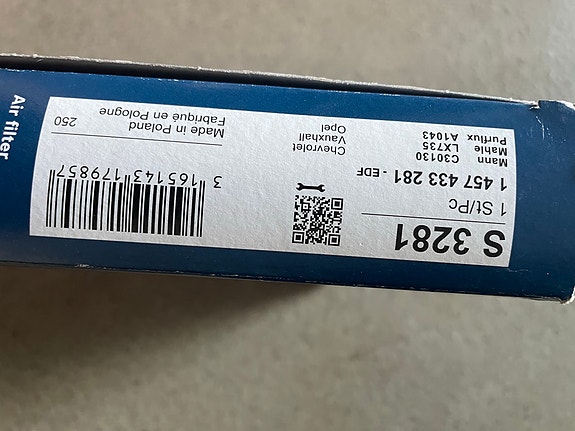 S 3281
1 St/Pc
1 457 433 281 - EDF
Mann C30130
Mahle LX735
Purflux A1043
Chevrolet
Vauxhall
Opel
Made in Poland
Fabriqué en Pologne
250
3 165143 179857
Air filter